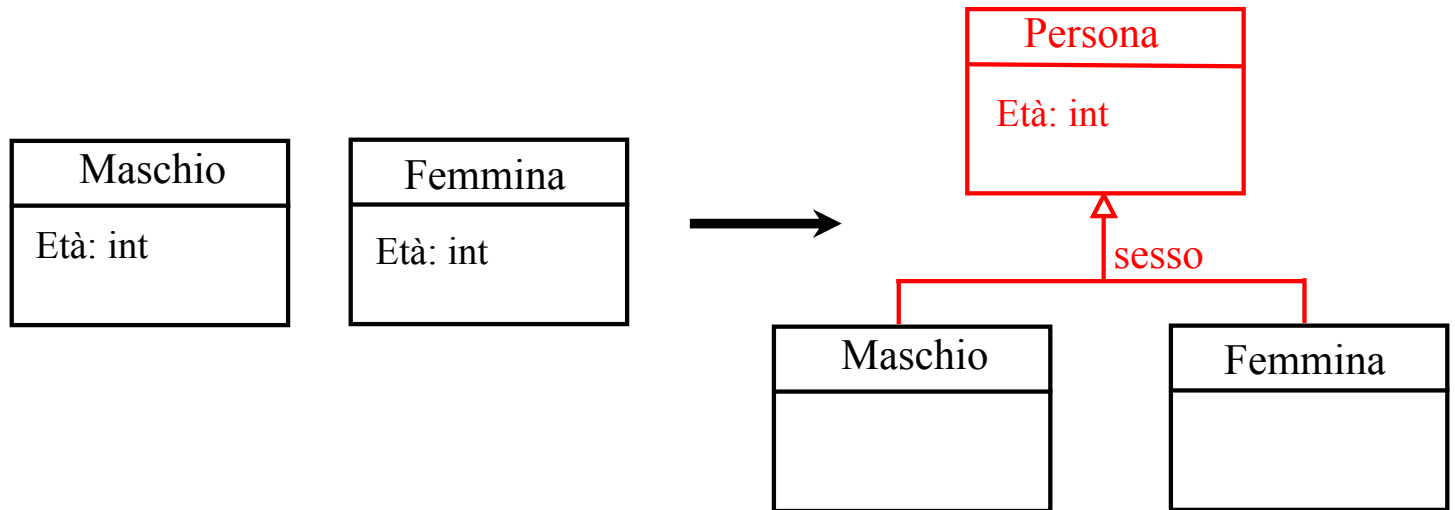 Maschio
Età: int
Femmina
Età: int
Persona
Età: int
sesso
Maschio
Femmina